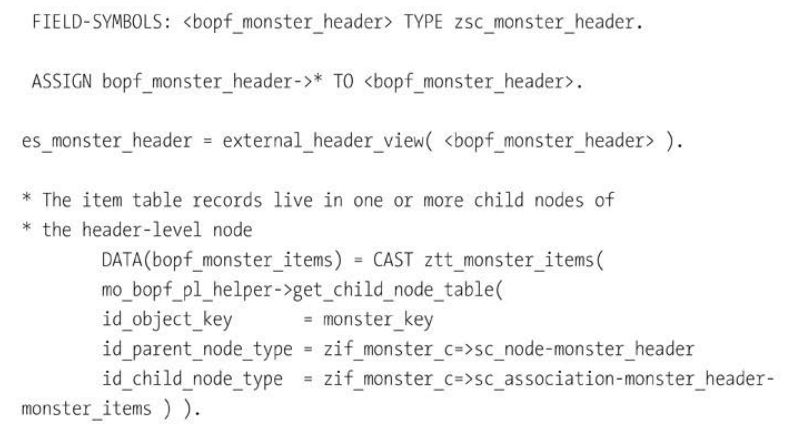 FIELD-SYMBOLS: <bopf_monster_header> TYPE zsc_monster_header.
ASSIGN bopf_monster_header->* TO <bopf_monster_header>.
es_monster_header = external_header_view( <bopf_monster_header> ).
* The item table records live in one or more child nodes of
* the header-level node
DATA(bopf_monster_items) = CAST ztt_monster_items(
mo_bopf_pl_helper->get_child_node_table(
id_object_key = monster_key
id_parent_node_type = zif_monster_c=>sc_node-monster_header
id_child_node_type = zif_monster_c=>sc_association-monster_header-
monster_items ) ).